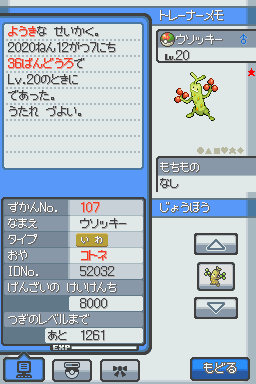 ようきな せいかく。
2020ねん12がつ7にち
36ばんどうろで
Lv.20のときに
であった。
うたれ づよい。
トレーナーメモ
ウソッキー ♂
Lv.20
もちもの
なし
じょうほう
ずかんNo. 107
なまえ ウソッキー
タイプ いわ
おや コトネ
IDNo. 52032
げんざいの けいけんち
8000
つぎのレベルまで
あと 1261
EXP
もどる